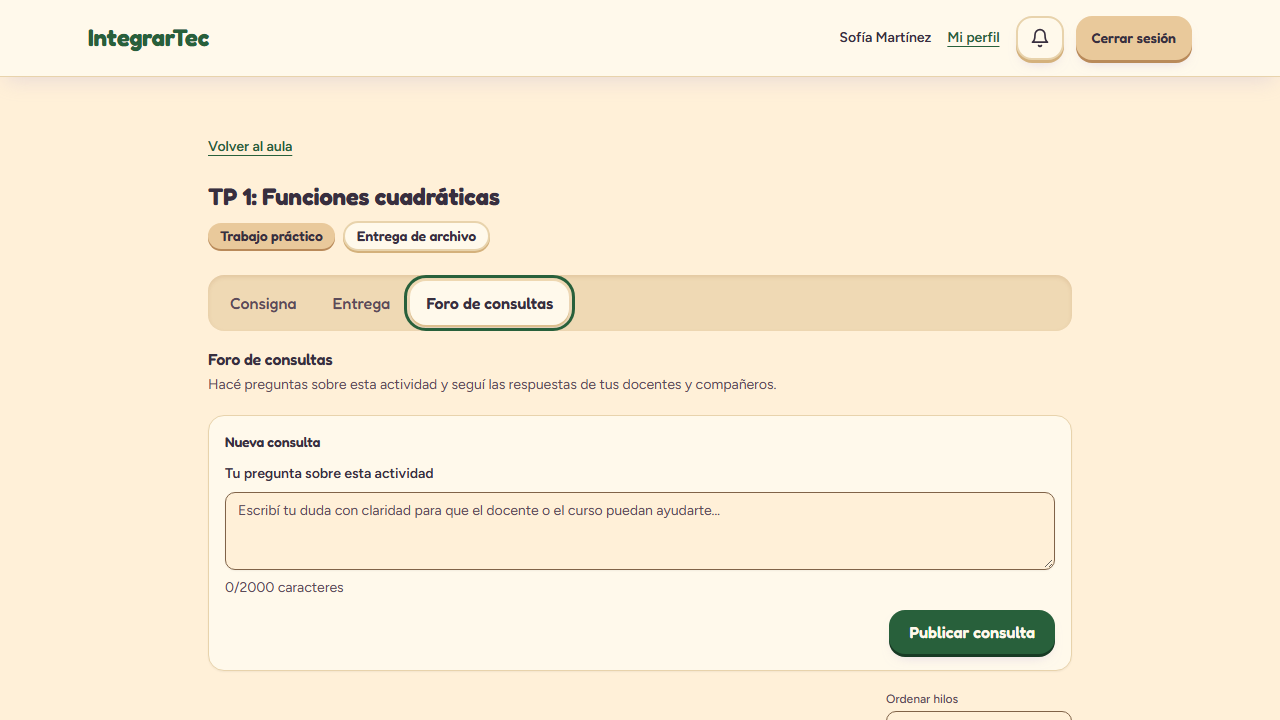 IntegrarTec
Sofía Martínez
Mi perfil
Cerrar sesión
Volver al aula
TP 1: Funciones cuadráticas
Trabajo práctico
Entrega de archivo
Consigna
Entrega
Foro de consultas
Foro de consultas
Hacé preguntas sobre esta actividad y seguí las respuestas de tus docentes y compañeros.
Nueva consulta
Tu pregunta sobre esta actividad
Escribí tu duda con claridad para que el docente o el curso puedan ayudarte...
0/2000 caracteres
Publicar consulta
Ordenar hilos